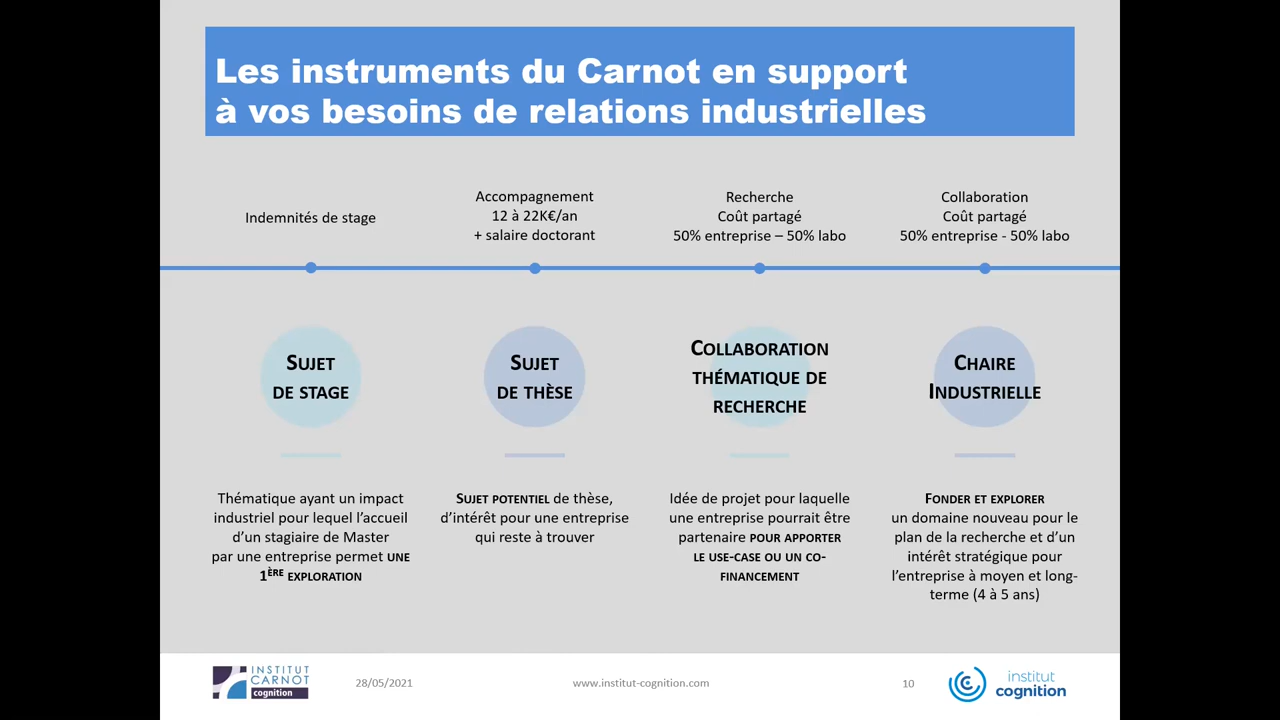 Les instruments du Carnot en support
à vos besoins de relations industrielles
Indemnités de stage
Accompagnement
12 à 22K€/an
+ salaire doctorant
Recherche
Coût partagé
50% entreprise – 50% labo
Collaboration
Coût partagé
50% entreprise - 50% labo
SUJET
DE STAGE
SUJET
DE THÈSE
COLLABORATION
THÉMATIQUE DE
RECHERCHE
CHAIRE
INDUSTRIELLE
Thématique ayant un impact
industriel pour lequel l’accueil
d’un stagiaire de Master
par une entreprise permet UNE
1ÈRE EXPLORATION
SUJET POTENTIEL de thèse,
d’intérêt pour une entreprise
qui reste à trouver
Idée de projet pour laquelle
une entreprise pourrait être
partenaire POUR APPORTER
LE USE-CASE OU UN CO-
FINANCEMENT
FONDER ET EXPLORER
un domaine nouveau pour le
plan de la recherche et d’un
intérêt stratégique pour
l’entreprise à moyen et long-
terme (4 à 5 ans)
INSTITUT
CARNOT
cognition
28/05/2021
www.institut-cognition.com
10
institut
cognition